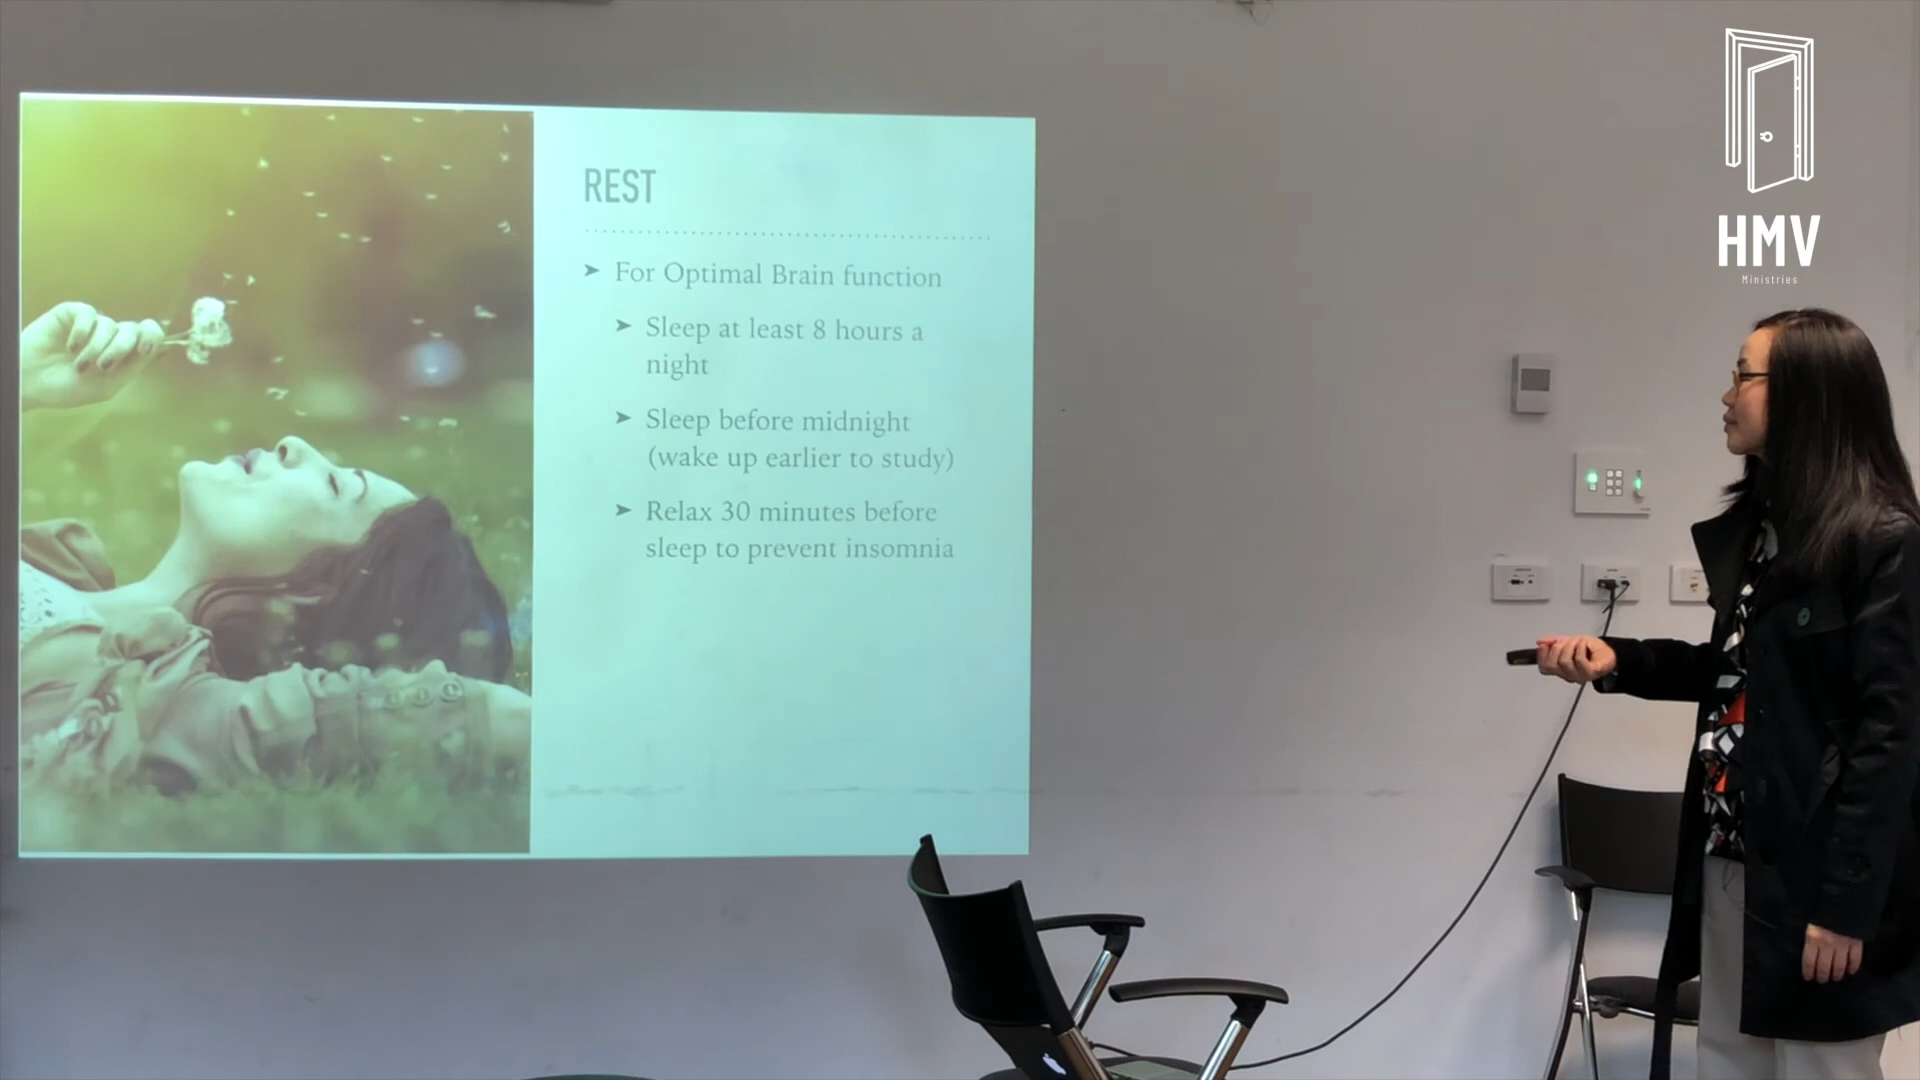 REST
➤ For Optimal Brain function
➤ Sleep at least 8 hours a
night
➤ Sleep before midnight
(wake up earlier to study)
➤ Relax 30 minutes before
sleep to prevent insomnia
HMV
Ministries